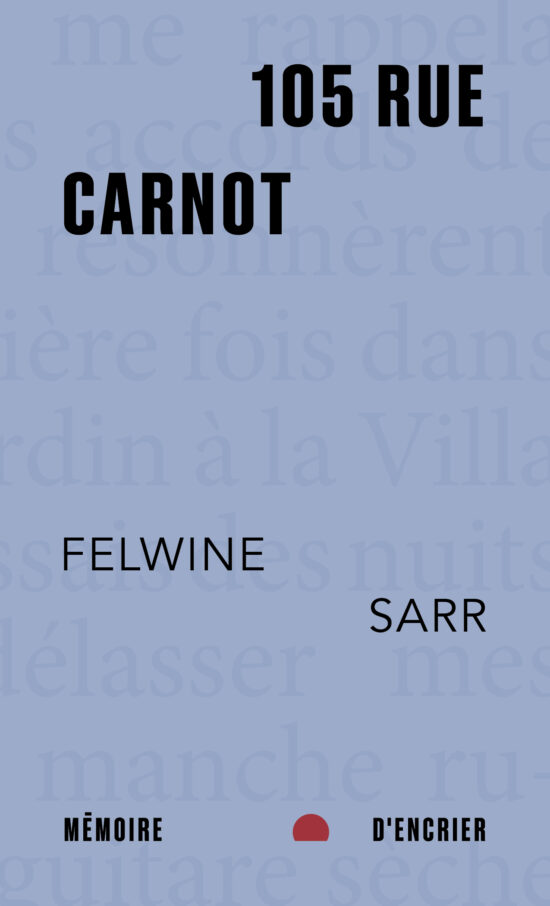 me rappela
105 RUE
s accords de
CARNOT
résonnèrent
ière fois dans
rdin à la Villa
FELWINE
ssais des nuits
SARR
délasser mes
manche ru-
MÉMOIRE D'ENCRIER
guitare sèche